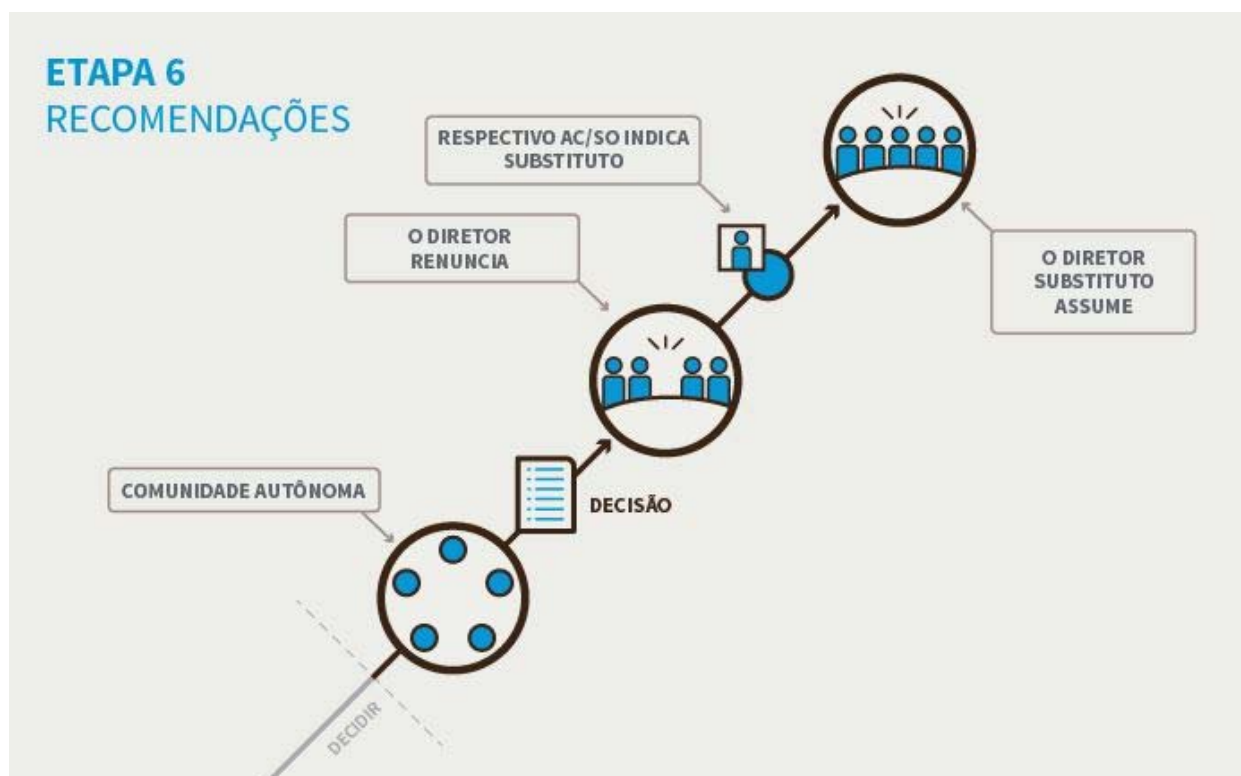 ETAPA 6
RECOMENDAÇÕES
RESPECTIVO AC/SO INDICA
SUBSTITUTO
O DIRETOR
RENUNCIA
O DIRETOR
SUBSTITUTO
ASSUME
COMUNIDADE AUTÔNOMA
DECISÃO
DECIDIR